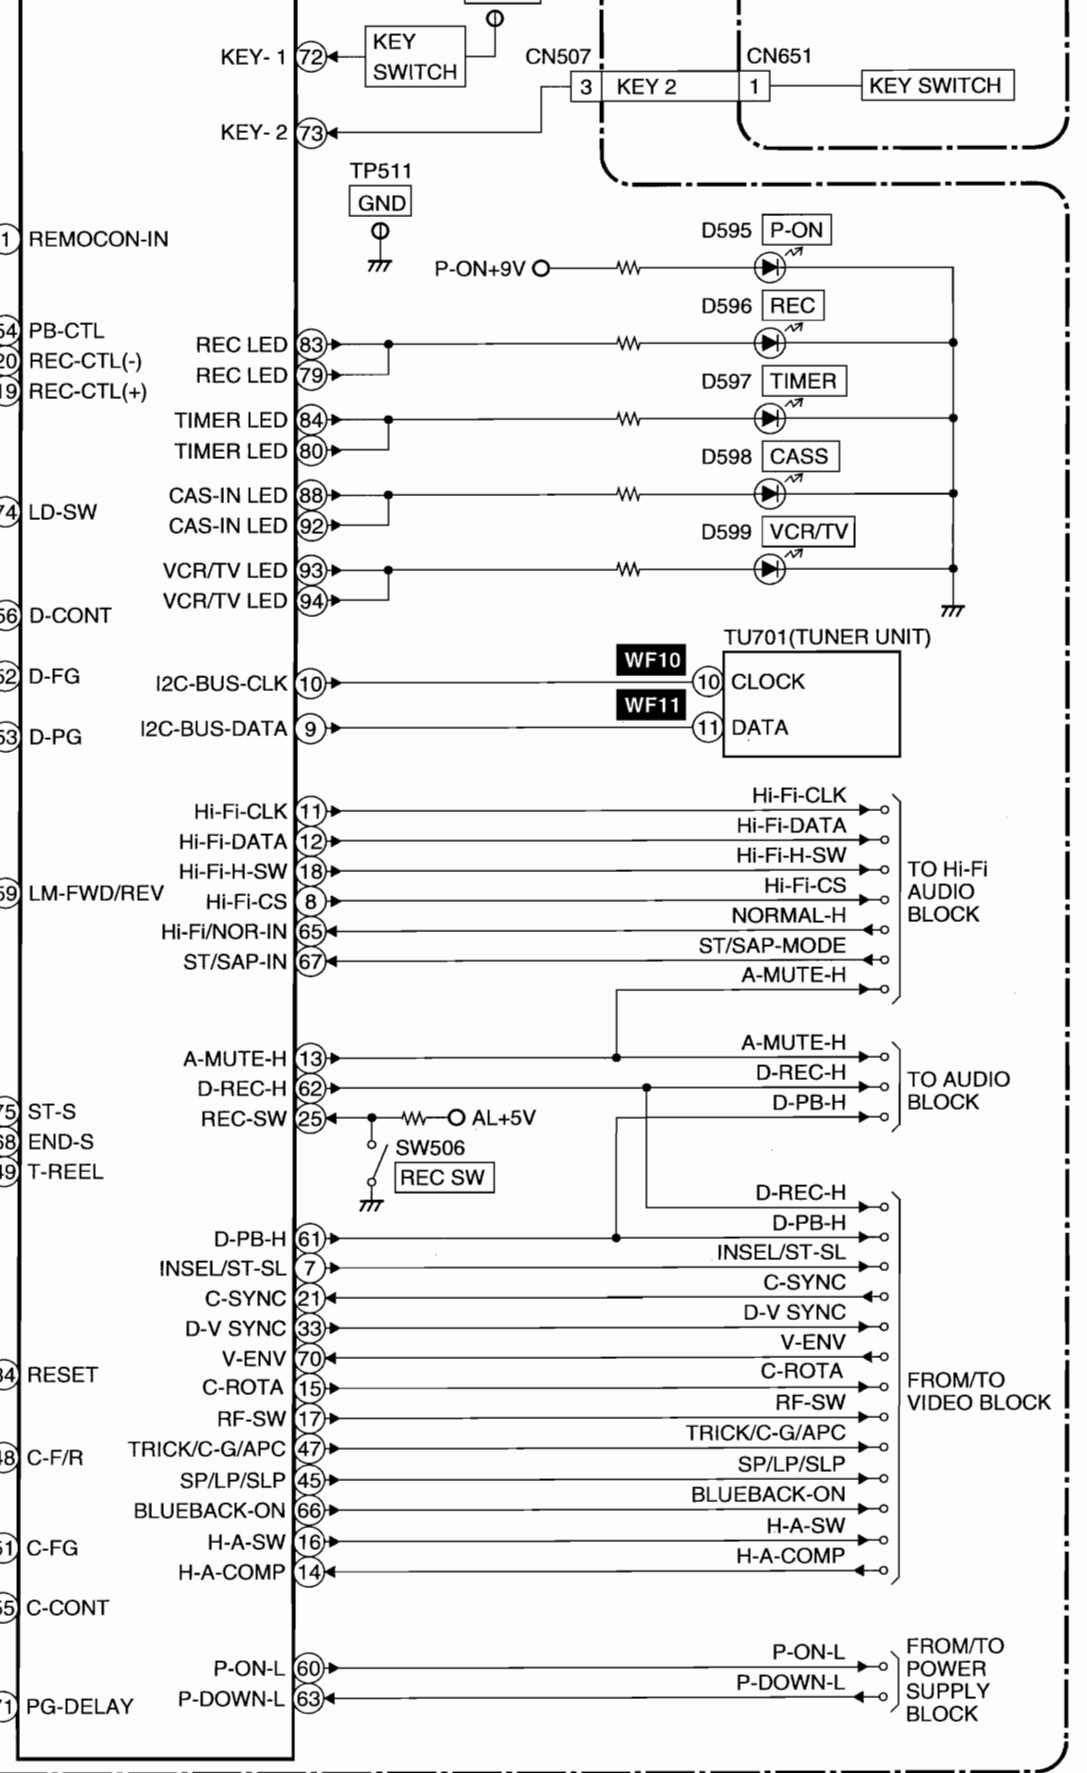 KEY- 1
72
KEY
SWITCH
CN507
CN651
3
KEY 2
1
KEY SWITCH
KEY- 2
73
TP511
GND
1 REMOCON-IN
D595 P-ON
P-ON+9V
D596 REC
54 PB-CTL
20 REC-CTL(-)
19 REC-CTL(+)
REC LED 83
REC LED 79
D597 TIMER
TIMER LED 84
TIMER LED 80
D598 CASS
CAS-IN LED 88
CAS-IN LED 92
74 LD-SW
D599 VCR/TV
VCR/TV LED 93
VCR/TV LED 94
56 D-CONT
TU701(TUNER UNIT)
52 D-FG
I2C-BUS-CLK 10
WF10
10 CLOCK
53 D-PG
I2C-BUS-DATA 9
WF11
11 DATA
Hi-Fi-CLK 11 Hi-Fi-CLK
Hi-Fi-DATA 12 Hi-Fi-DATA
Hi-Fi-H-SW 18 Hi-Fi-H-SW
Hi-Fi-CS 8 Hi-Fi-CS
Hi-Fi/NOR-IN 65 NORMAL-H
ST/SAP-IN 67 ST/SAP-MODE
A-MUTE-H
TO Hi-Fi
AUDIO
BLOCK
59 LM-FWD/REV
A-MUTE-H 13 A-MUTE-H
D-REC-H 62 D-REC-H
REC-SW 25 AL+5V
D-PB-H
TO AUDIO
BLOCK
SW506
REC SW
75 ST-S
68 END-S
49 T-REEL
D-REC-H
D-PB-H 61 D-PB-H
INSEL/ST-SL 7 INSEL/ST-SL
C-SYNC 21 C-SYNC
D-V SYNC 33 D-V SYNC
V-ENV 70 V-ENV
C-ROTA 15 C-ROTA
RF-SW 17 RF-SW
TRICK/C-G/APC 47 TRICK/C-G/APC
SP/LP/SLP 45 SP/LP/SLP
BLUEBACK-ON 66 BLUEBACK-ON
H-A-SW 16 H-A-SW
H-A-COMP 14 H-A-COMP
FROM/TO
VIDEO BLOCK
34 RESET
48 C-F/R
51 C-FG
55 C-CONT
P-ON-L 60 P-ON-L
P-DOWN-L 63 P-DOWN-L
FROM/TO
POWER
SUPPLY
BLOCK
71 PG-DELAY